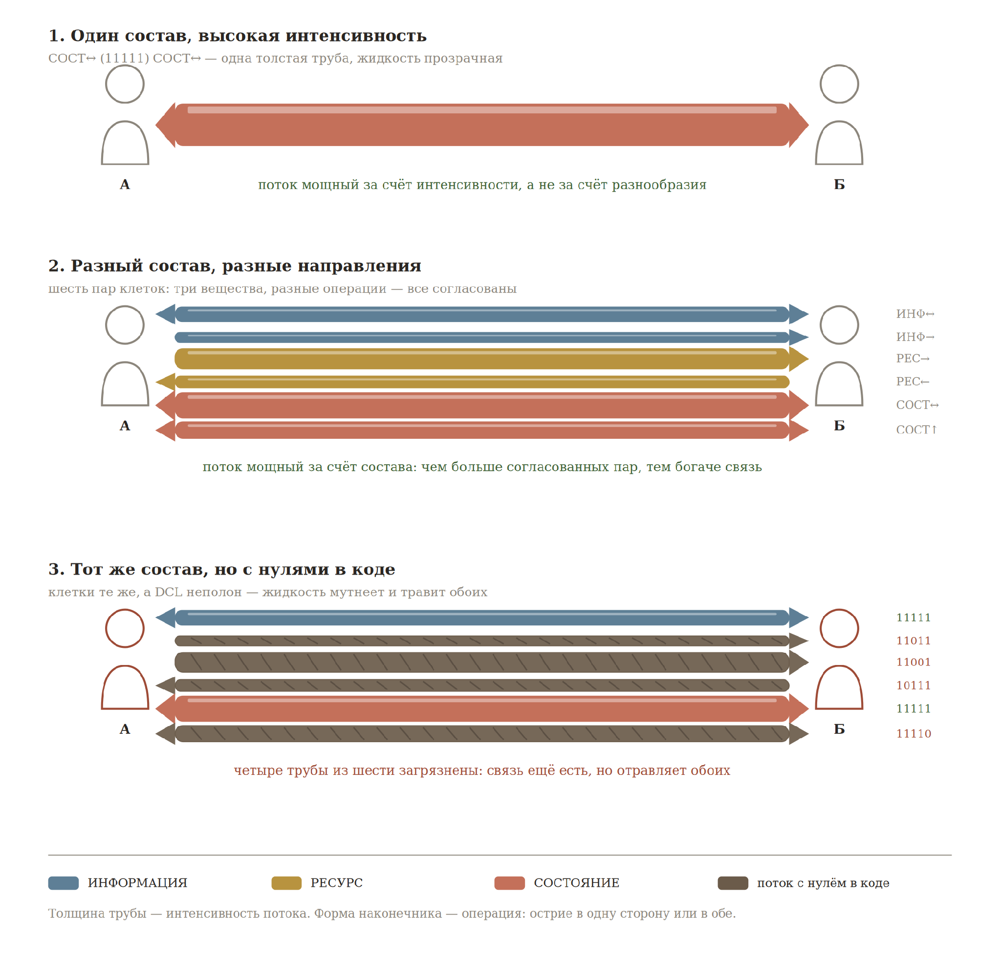 1. Один состав, высокая интенсивность
СОСТ↔ (11111) СОСТ↔ — одна толстая труба, жидкость прозрачная
А
поток мощный за счёт интенсивности, а не за счёт разнообразия
Б
2. Разный состав, разные направления
шесть пар клеток: три вещества, разные операции — все согласованы
ИНФ↔
ИНФ→
РЕС→
РЕС←
СОСТ↔
СОСТ↑
А
Б
поток мощный за счёт состава: чем больше согласованных пар, тем богаче связь
3. Тот же состав, но с нулями в коде
клетки те же, а DCL неполон — жидкость мутнеет и травит обоих
11111
11011
11001
10111
11111
11110
А
Б
четыре трубы из шести загрязнены: связь ещё есть, но отравляет обоих
ИНФОРМАЦИЯ
РЕСУРС
СОСТОЯНИЕ
поток с нулём в коде
Толщина трубы — интенсивность потока. Форма наконечника — операция: острие в одну сторону или в обе.